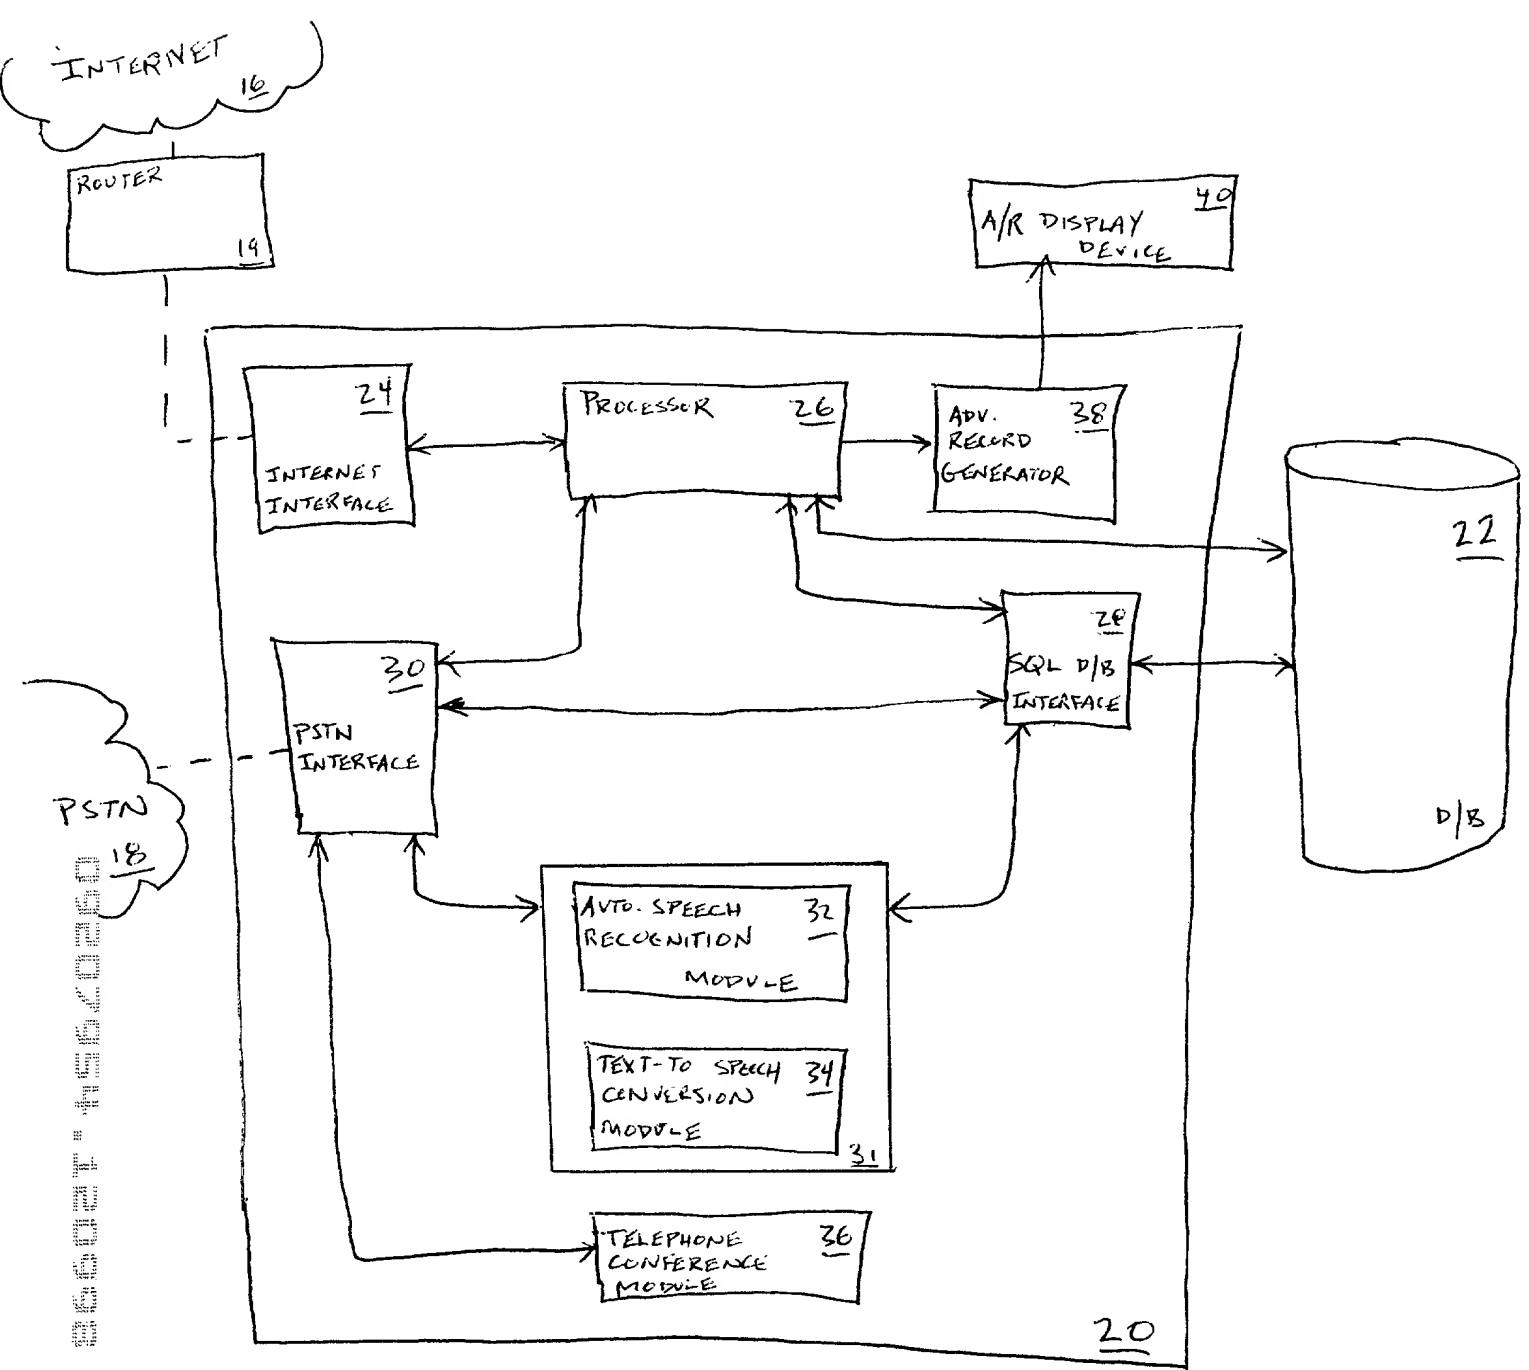 INTERNET
16
ROUTER
19
40
A/R DISPLAY
DEVICE
24
INTERNET
INTERFACE
PROCESSOR 26
ADV. 38
RECORD
GENERATOR
22
D/B
28
SQL D/B
INTERFACE
30
PSTN
INTERFACE
PSTN
18
AUTO. SPEECH 32
RECOGNITION
MODULE
TEXT-TO SPEECH 34
CONVERSION
MODULE
31
TELEPHONE 36
CONFERENCE
MODULE
20